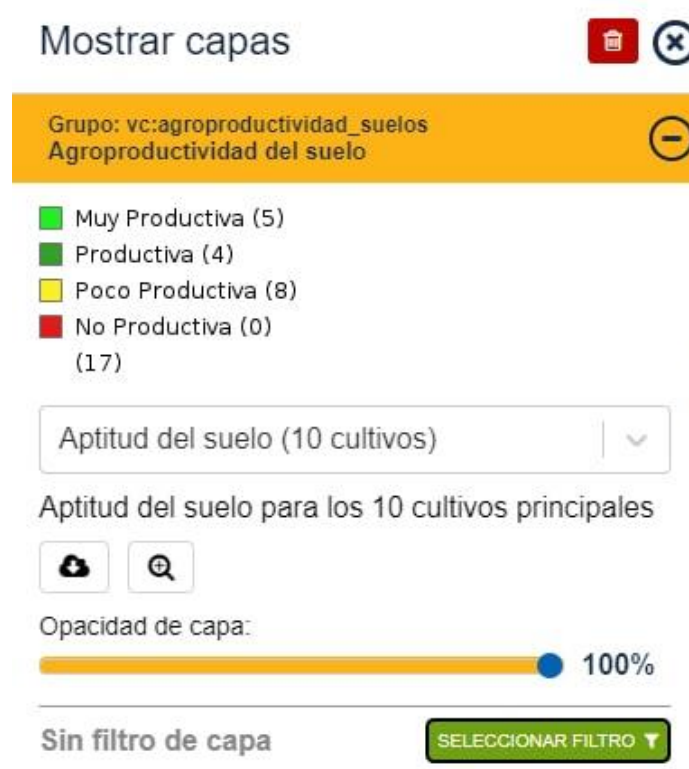 Mostrar capas
Grupo: vc:agroproductividad_suelos
Agroproductividad del suelo
Muy Productiva (5)
Productiva (4)
Poco Productiva (8)
No Productiva (0)
(17)
Aptitud del suelo (10 cultivos)
Aptitud del suelo para los 10 cultivos principales
Opacidad de capa:
100%
Sin filtro de capa
SELECCIONAR FILTRO